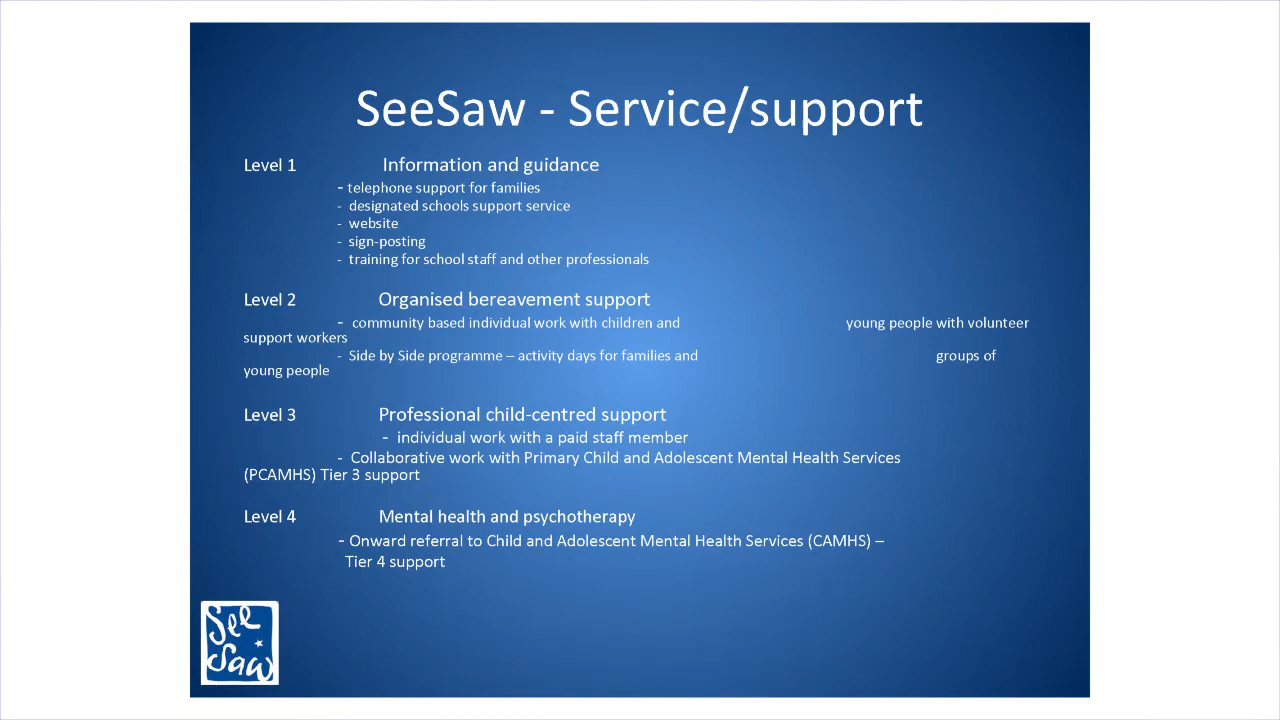 SeeSaw - Service/support
Level 1 Information and guidance
- telephone support for families
- designated schools support service
- website
- sign-posting
- training for school staff and other professionals
Level 2 Organised bereavement support
- community based individual work with children and young people with volunteer
support workers
- Side by Side programme – activity days for families and groups of
young people
Level 3 Professional child-centred support
- individual work with a paid staff member
- Collaborative work with Primary Child and Adolescent Mental Health Services
(PCAMHS) Tier 3 support
Level 4 Mental health and psychotherapy
- Onward referral to Child and Adolescent Mental Health Services (CAMHS) –
Tier 4 support
See
Saw